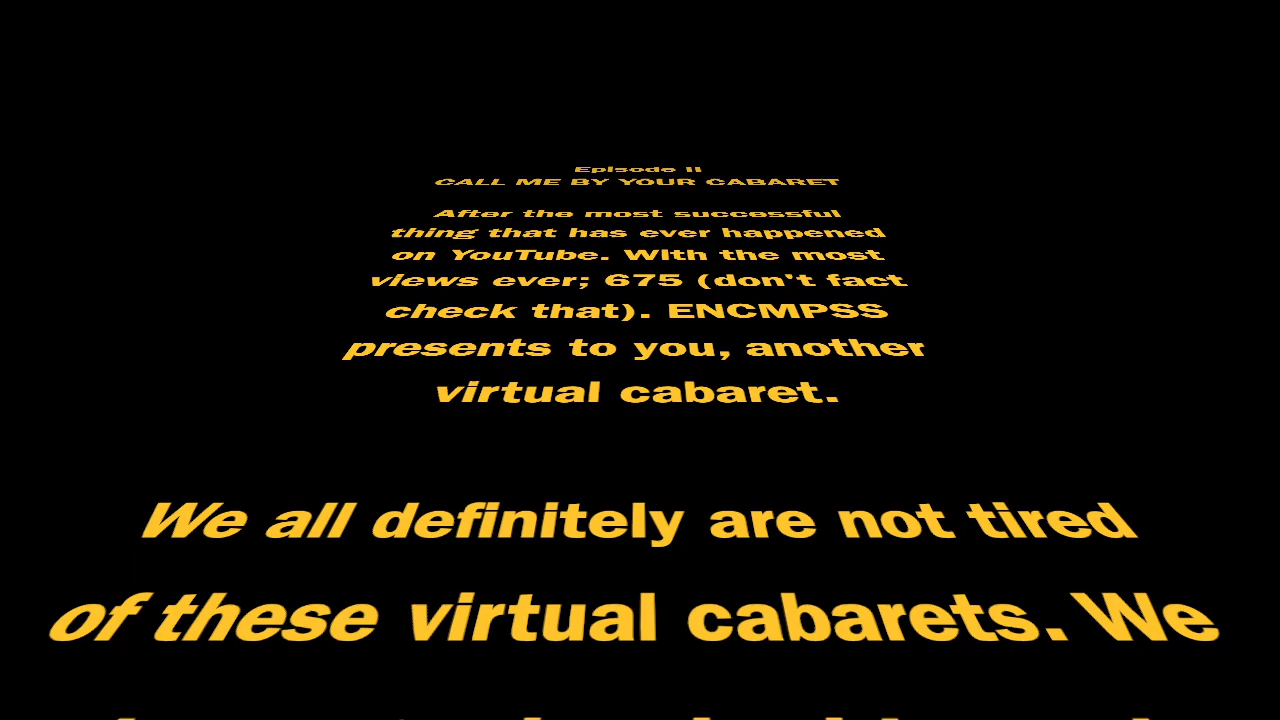 Episode II
CALL ME BY YOUR CABARET
After the most successful
thing that has ever happened
on YouTube. With the most
views ever; 675 (don't fact
check that). ENCMPSS
presents to you, another
virtual cabaret.
We all definitely are not tired
of these virtual cabarets. We